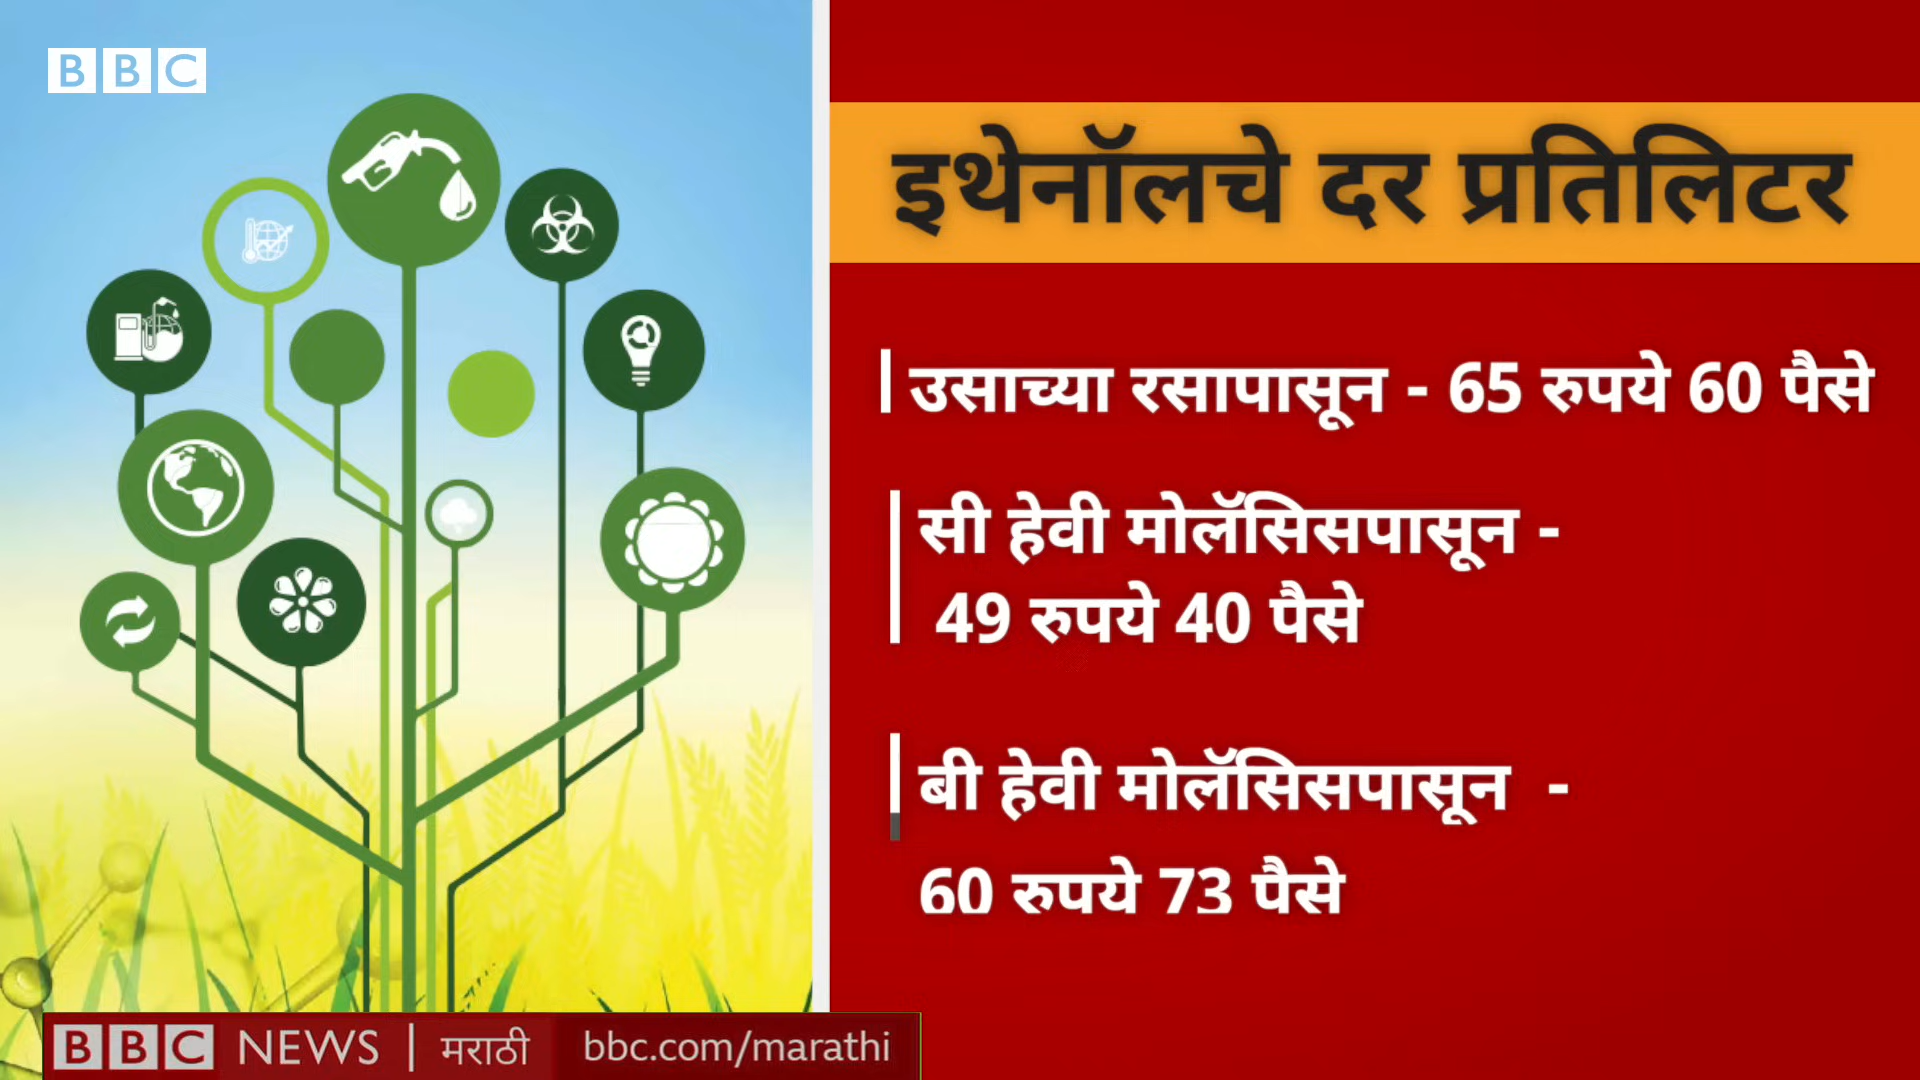 BBC
इथेनॉलचे दर प्रतिलिटर
उसाच्या रसापासून - 65 रुपये 60 पैसे
सी हेवी मोलॅसिसपासून -
49 रुपये 40 पैसे
बी हेवी मोलॅसिसपासून -
60 रुपये 73 पैसे
BBC NEWS | मराठी bbc.com/marathi